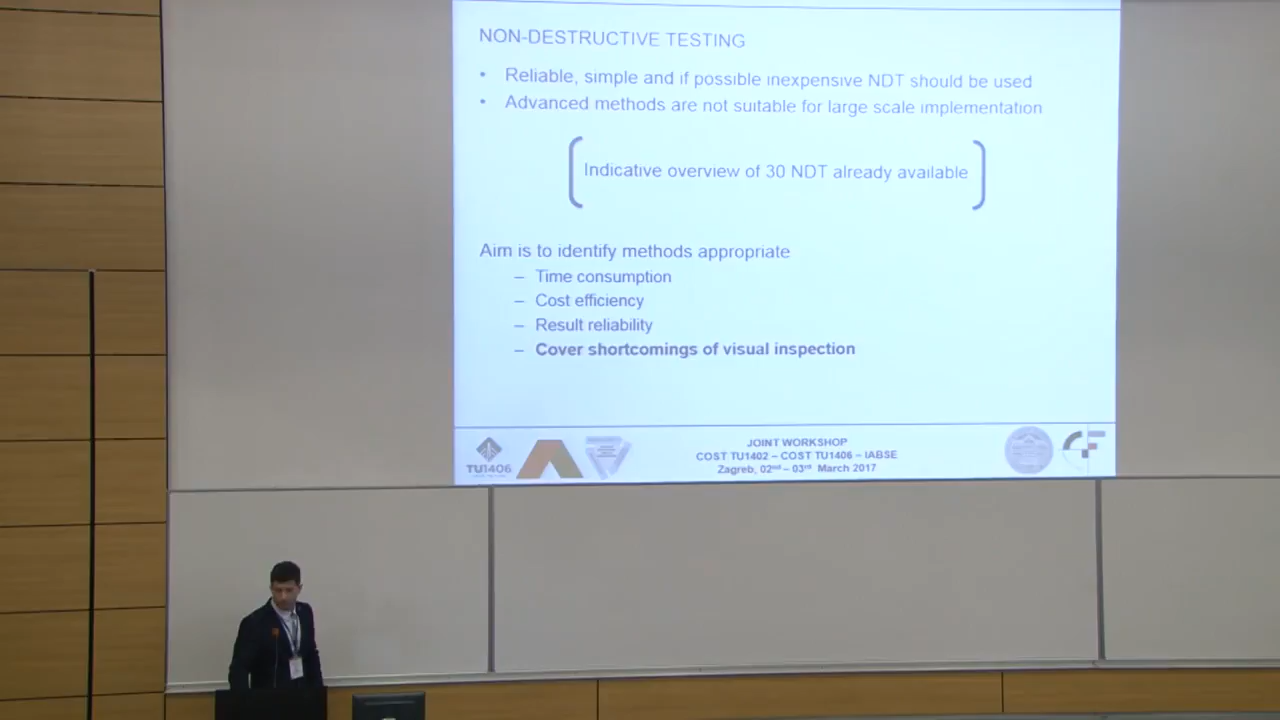 NON-DESTRUCTIVE TESTING
• Reliable, simple and if possible inexpensive NDT should be used
• Advanced methods are not suitable for large scale implementation
Indicative overview of 30 NDT already available
Aim is to identify methods appropriate
– Time consumption
– Cost efficiency
– Result reliability
– Cover shortcomings of visual inspection
TU1406
JOINT WORKSHOP
COST TU1402 – COST TU1406 – IABSE
Zagreb, 02nd – 03rd March 2017